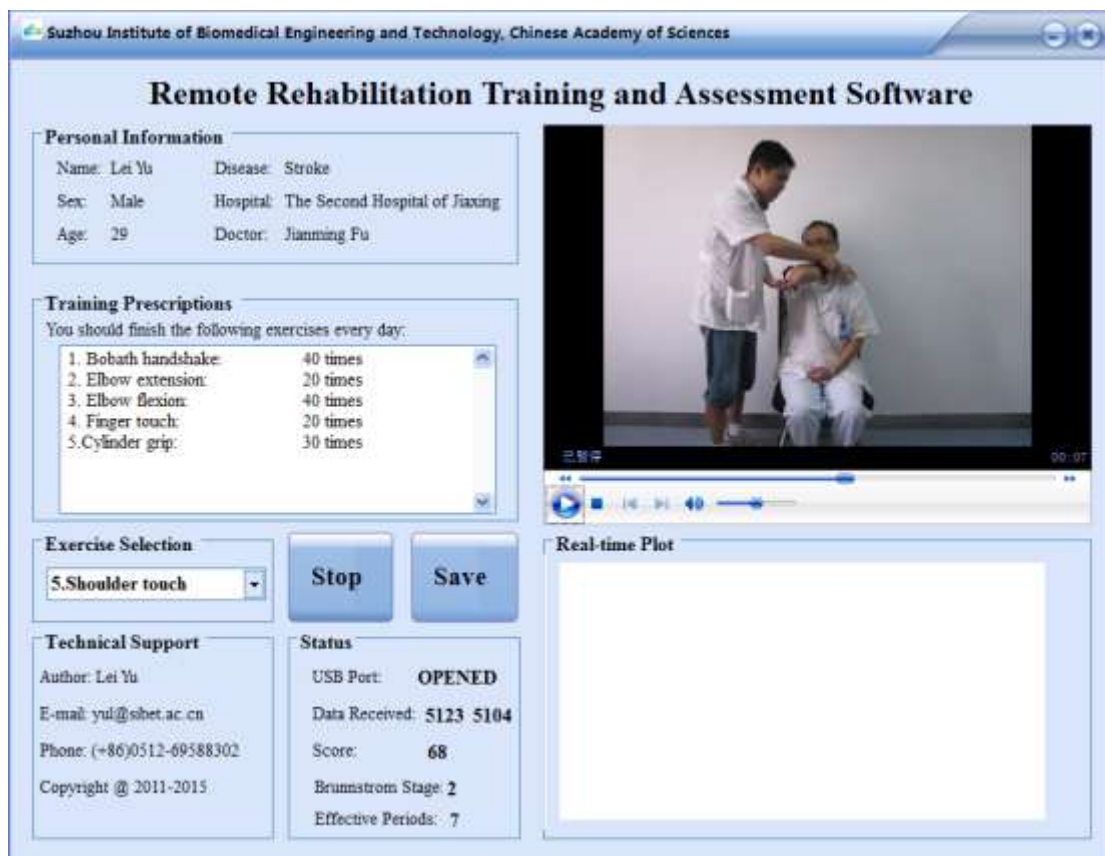 Suzhou Institute of Biomedical Engineering and Technology, Chinese Academy of Sciences
Remote Rehabilitation Training and Assessment Software
Personal Information
Name: Lei Yu Disease: Stroke
Sex: Male Hospital: The Second Hospital of Jiaxing
Age: 29 Doctor: Jianming Fu
Training Prescriptions
You should finish the following exercises every day:
1. Bobath handshake: 40 times
2. Elbow extension: 20 times
3. Elbow flexion: 40 times
4. Finger touch: 20 times
5.Cylinder grip: 30 times
已暂停 00:07
Exercise Selection
5.Shoulder touch
Stop
Save
Real-time Plot
Technical Support
Author: Lei Yu
E-mail: yul@sibet.ac.cn
Phone: (+86)0512-69588302
Copyright @ 2011-2015
Status
USB Port: OPENED
Data Received: 5123 5104
Score: 68
Brunnstrom Stage: 2
Effective Periods: 7